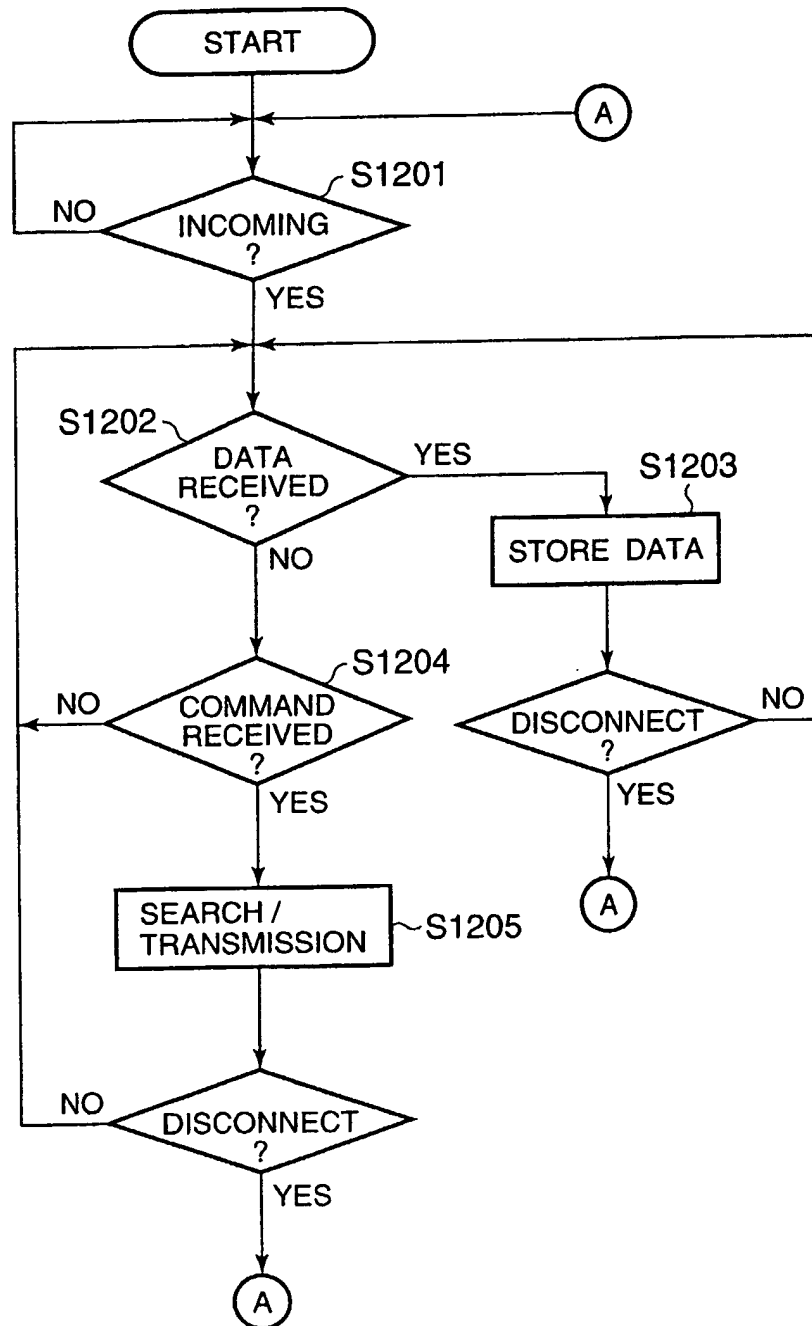 START
A
S1201
NO
INCOMING
?
YES
S1202
DATA
RECEIVED
?
YES
S1203
STORE DATA
NO
S1204
NO
COMMAND
RECEIVED
?
DISCONNECT
?
NO
YES
YES
A
SEARCH /
TRANSMISSION
S1205
NO
DISCONNECT
?
YES
A